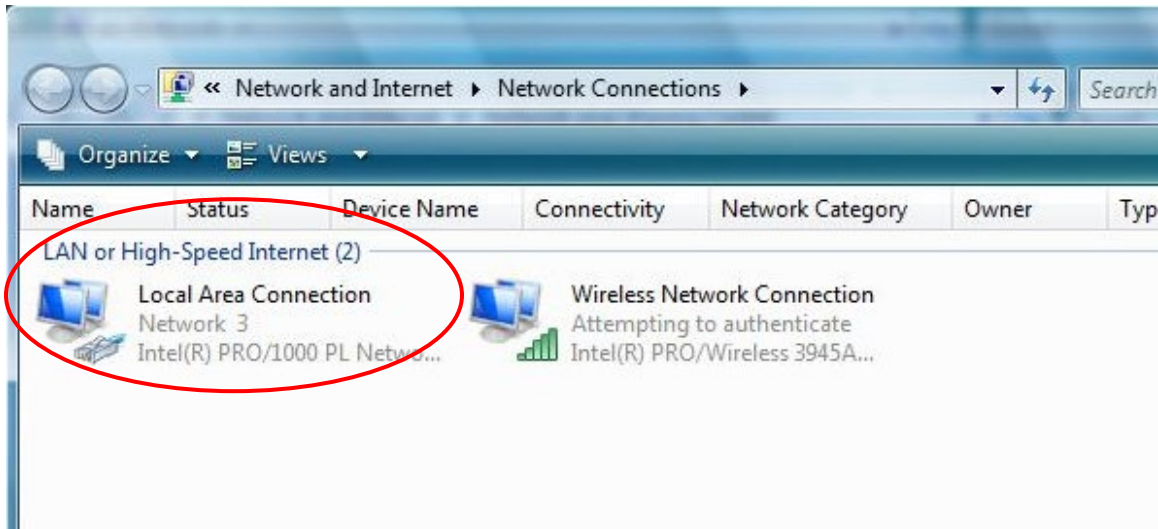 « Network and Internet ▸ Network Connections ▸ Search
Organize Views
Name Status Device Name Connectivity Network Category Owner Typ
LAN or High-Speed Internet (2)
Local Area Connection
Network 3
Intel(R) PRO/1000 PL Netwo...
Wireless Network Connection
Attempting to authenticate
Intel(R) PRO/Wireless 3945A...